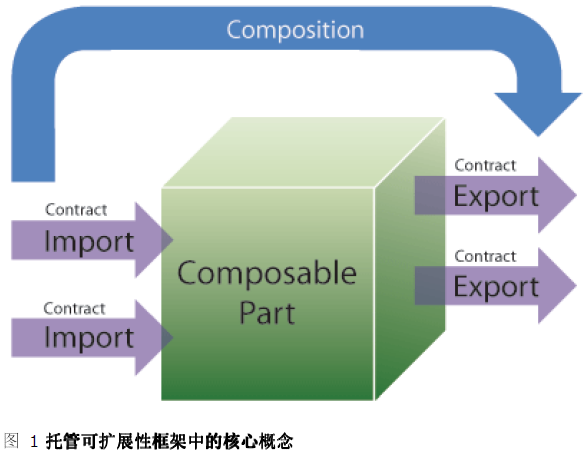 Composition
Contract
Import
Contract
Import
Composable
Part
Contract
Export
Contract
Export
图 1 托管可扩展性框架中的核心概念